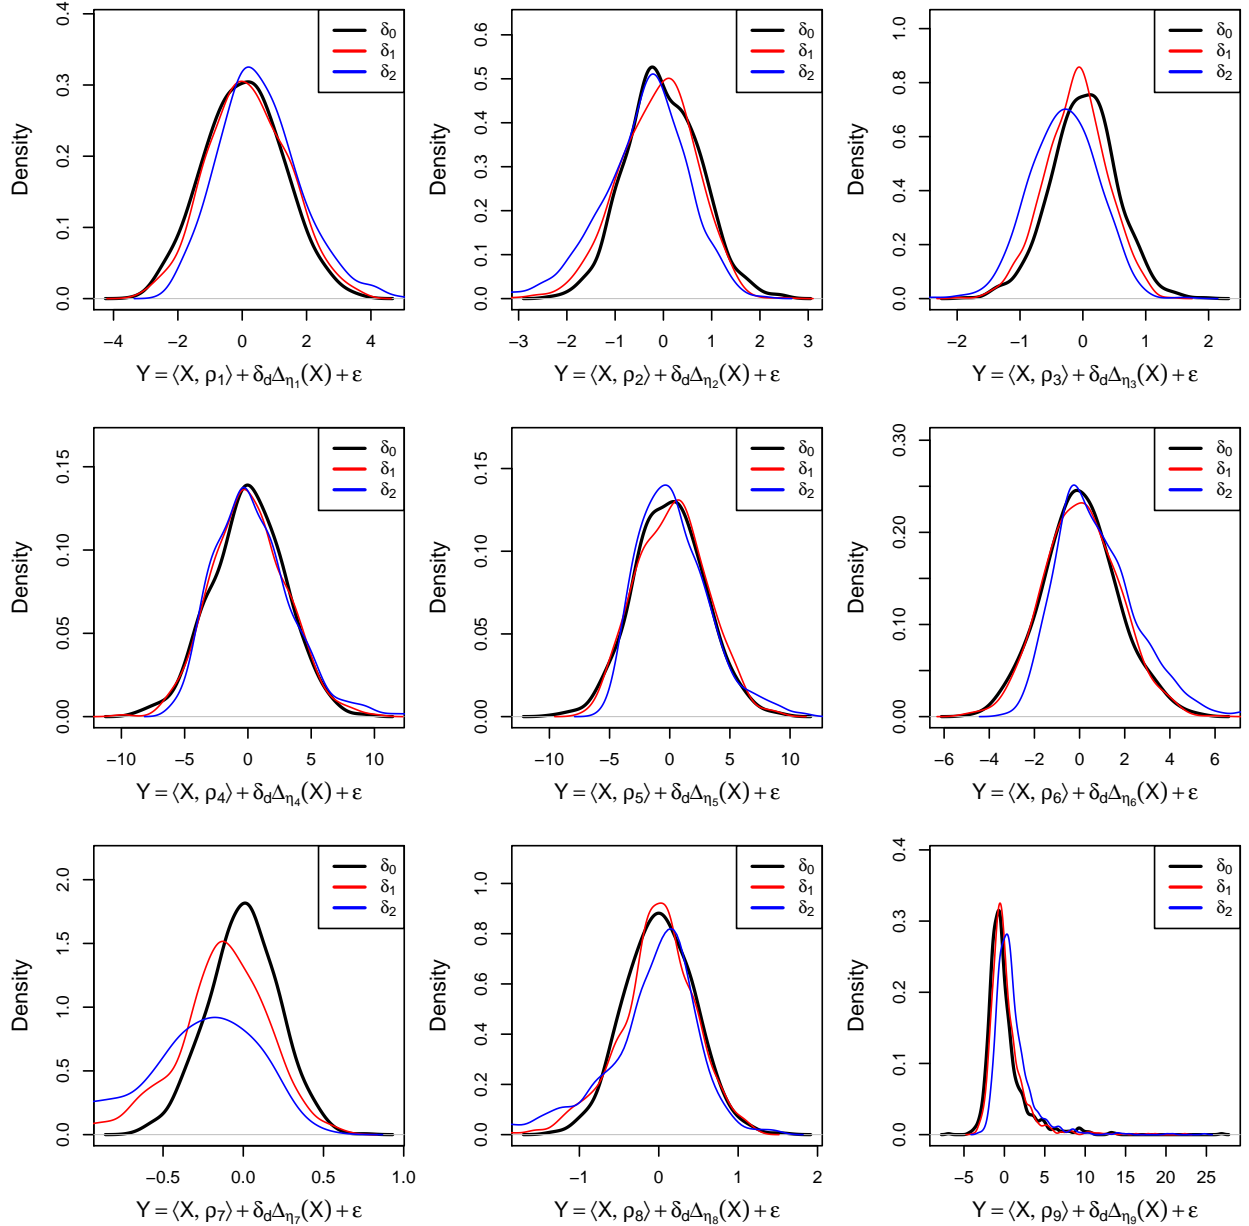 0.4
0.3
0.2
0.1
0.0
Density
δ0
δ1
δ2
−4 −2 0 2 4
Y = ⟨X, ρ1⟩ + δdΔη1(X) + ε
0.6
0.5
0.4
0.3
0.2
0.1
0.0
Density
δ0
δ1
δ2
−3 −2 −1 0 1 2 3
Y = ⟨X, ρ2⟩ + δdΔη2(X) + ε
1.0
0.8
0.6
0.4
0.2
0.0
Density
δ0
δ1
δ2
−2 −1 0 1 2
Y = ⟨X, ρ3⟩ + δdΔη3(X) + ε
0.15
0.10
0.05
0.00
Density
δ0
δ1
δ2
−10 −5 0 5 10
Y = ⟨X, ρ4⟩ + δdΔη4(X) + ε
0.15
0.10
0.05
0.00
Density
δ0
δ1
δ2
−10 −5 0 5 10
Y = ⟨X, ρ5⟩ + δdΔη5(X) + ε
0.30
0.20
0.10
0.00
Density
δ0
δ1
δ2
−6 −4 −2 0 2 4 6
Y = ⟨X, ρ6⟩ + δdΔη6(X) + ε
2.0
1.5
1.0
0.5
0.0
Density
δ0
δ1
δ2
−0.5 0.0 0.5 1.0
Y = ⟨X, ρ7⟩ + δdΔη7(X) + ε
1.0
0.8
0.6
0.4
0.2
0.0
Density
δ0
δ1
δ2
−1 0 1 2
Y = ⟨X, ρ8⟩ + δdΔη8(X) + ε
0.4
0.3
0.2
0.1
0.0
Density
δ0
δ1
δ2
−5 0 5 10 15 20 25
Y = ⟨X, ρ9⟩ + δdΔη9(X) + ε